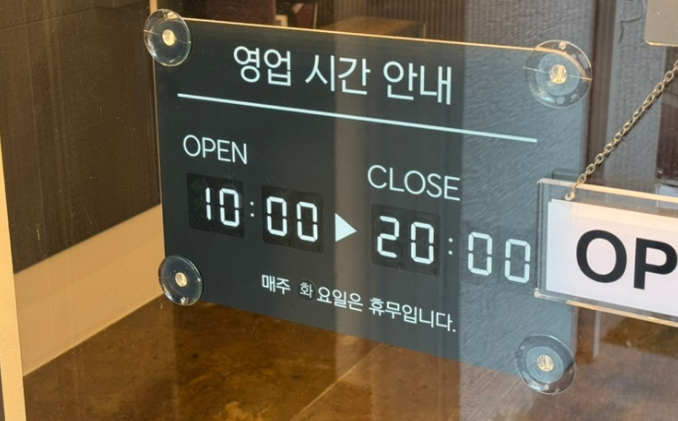 영업 시간 안내
OPEN
CLOSE
10:00 ▶ 20:00
매주 화요일은 휴무입니다.
OP